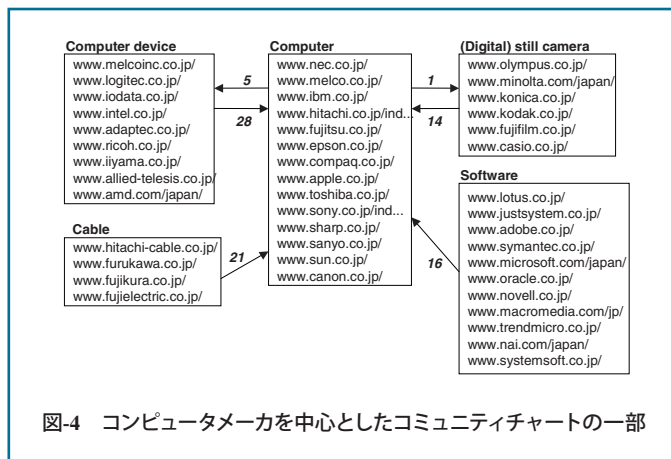 Computer device
www.melcoinc.co.jp/
www.logitec.co.jp/
www.iodata.co.jp/
www.intel.co.jp/
www.adaptec.co.jp/
www.ricoh.co.jp/
www.iiyama.co.jp/
www.allied-telesis.co.jp/
www.amd.com/japan/
5
28
Computer
www.nec.co.jp/
www.melco.co.jp/
www.ibm.co.jp/
www.hitachi.co.jp/ind...
www.fujitsu.co.jp/
www.epson.co.jp/
www.compaq.co.jp/
www.apple.co.jp/
www.toshiba.co.jp/
www.sony.co.jp/ind...
www.sharp.co.jp/
www.sanyo.co.jp/
www.sun.co.jp/
www.canon.co.jp/
1
14
(Digital) still camera
www.olympus.co.jp/
www.minolta.com/japan/
www.konica.co.jp/
www.kodak.co.jp/
www.fujifilm.co.jp/
www.casio.co.jp/
Cable
www.hitachi-cable.co.jp/
www.furukawa.co.jp/
www.fujikura.co.jp/
www.fujielectric.co.jp/
21
16
Software
www.lotus.co.jp/
www.justsystem.co.jp/
www.adobe.co.jp/
www.symantec.co.jp/
www.microsoft.com/japan/
www.oracle.co.jp/
www.novell.co.jp/
www.macromedia.com/jp/
www.trendmicro.co.jp/
www.nai.com/japan/
www.systemsoft.co.jp/
図-4 コンピュータメーカを中心としたコミュニティチャートの一部